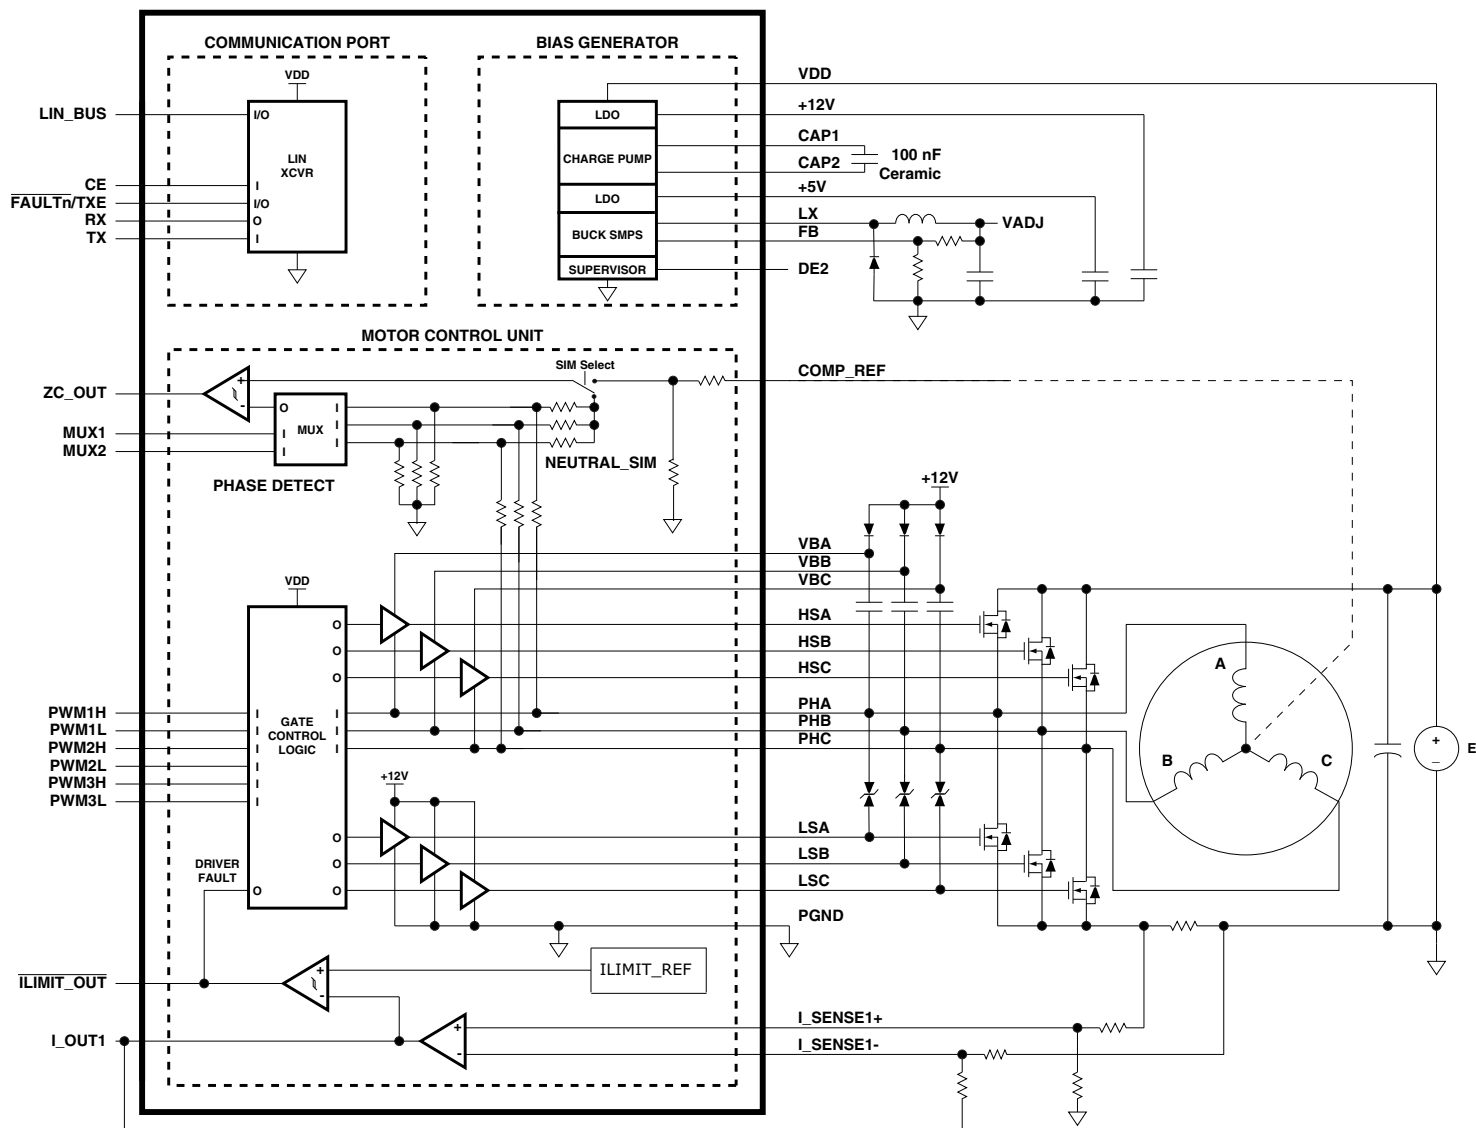 COMMUNICATION PORT
BIAS GENERATOR
VDD
VDD
LIN_BUS
I/O
LIN
XCVR
LDO
+12V
CHARGE PUMP
CAP1
CAP2
100 nF
Ceramic
CE
I
FAULTn/TXE
I/O
LDO
+5V
RX
O
TX
I
BUCK SMPS
LX
VADJ
FB
SUPERVISOR
DE2
MOTOR CONTROL UNIT
SIM Select
COMP_REF
ZC_OUT
+
-
O
I
MUX
MUX1
I
I
MUX2
I
I
NEUTRAL_SIM
PHASE DETECT
+12V
VBA
VBB
VBC
VDD
O
HSA
O
HSB
O
HSC
A
B
C
PWM1H
I
I
PHA
PWM1L
I
GATE
CONTROL
LOGIC
I
PHB
PWM2H
I
I
PHC
+
_
E
PWM2L
I
PWM3H
I
PWM3L
I
+12V
O
LSA
O
LSB
DRIVER
FAULT
O
O
LSC
PGND
ILIMIT_OUT
+
-
ILIMIT_REF
I_OUT1
+
-
I_SENSE1+
I_SENSE1-